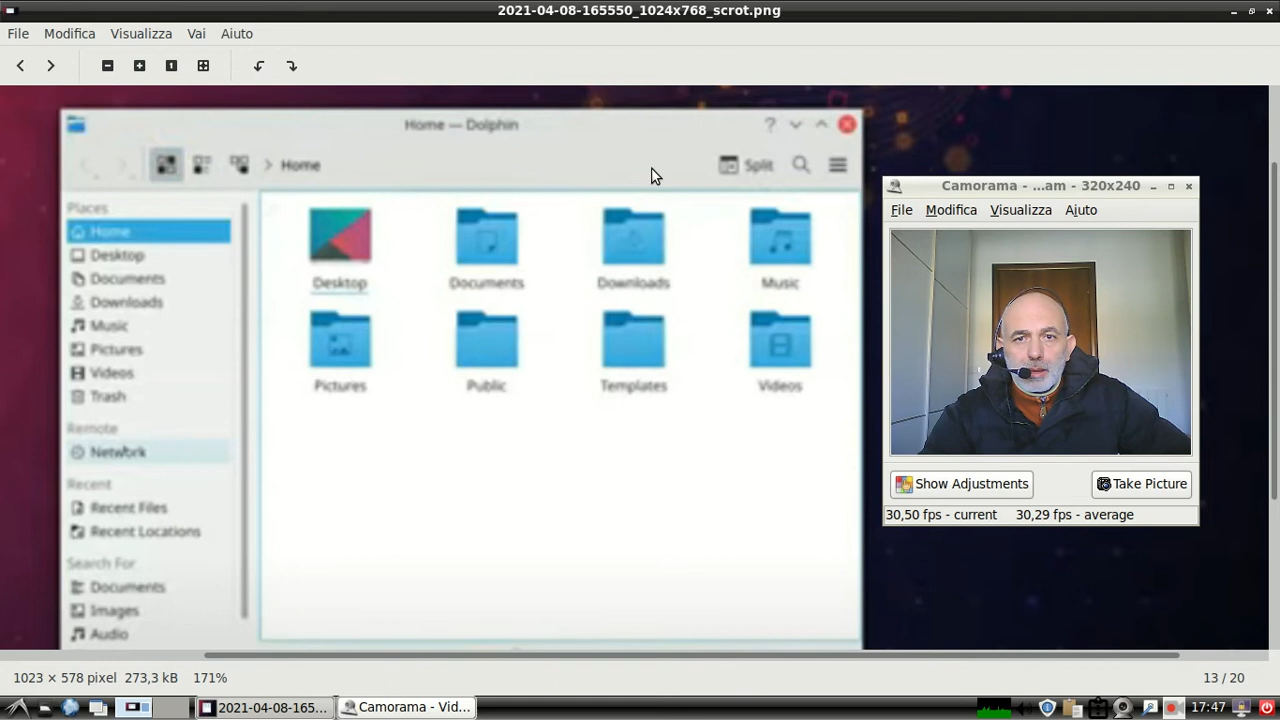 2021-04-08-165550_1024x768_scrot.png
File Modifica Visualizza Vai Aiuto
Home — Dolphin
Home
Split
Places
Home
Desktop
Documents
Downloads
Music
Pictures
Videos
Trash
Remote
Network
Recent
Recent Files
Recent Locations
Search For
Documents
Images
Audio
Desktop Documents Downloads Music
Pictures Public Templates Videos
Camorama - ...am - 320x240
File Modifica Visualizza Aiuto
Show Adjustments Take Picture
30,50 fps - current 30,29 fps - average
1023 × 578 pixel 273,3 kB 171% 13 / 20
2021-04-08-165... Camorama - Vid... 17:47